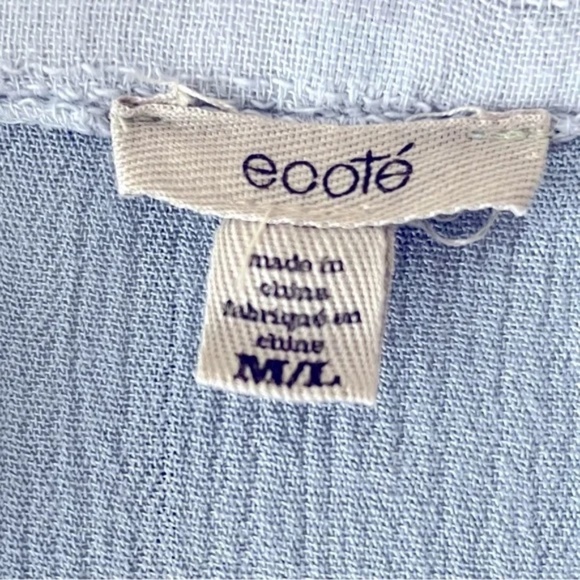 ecoté
made in
china
fabriqué en
chine
M/L